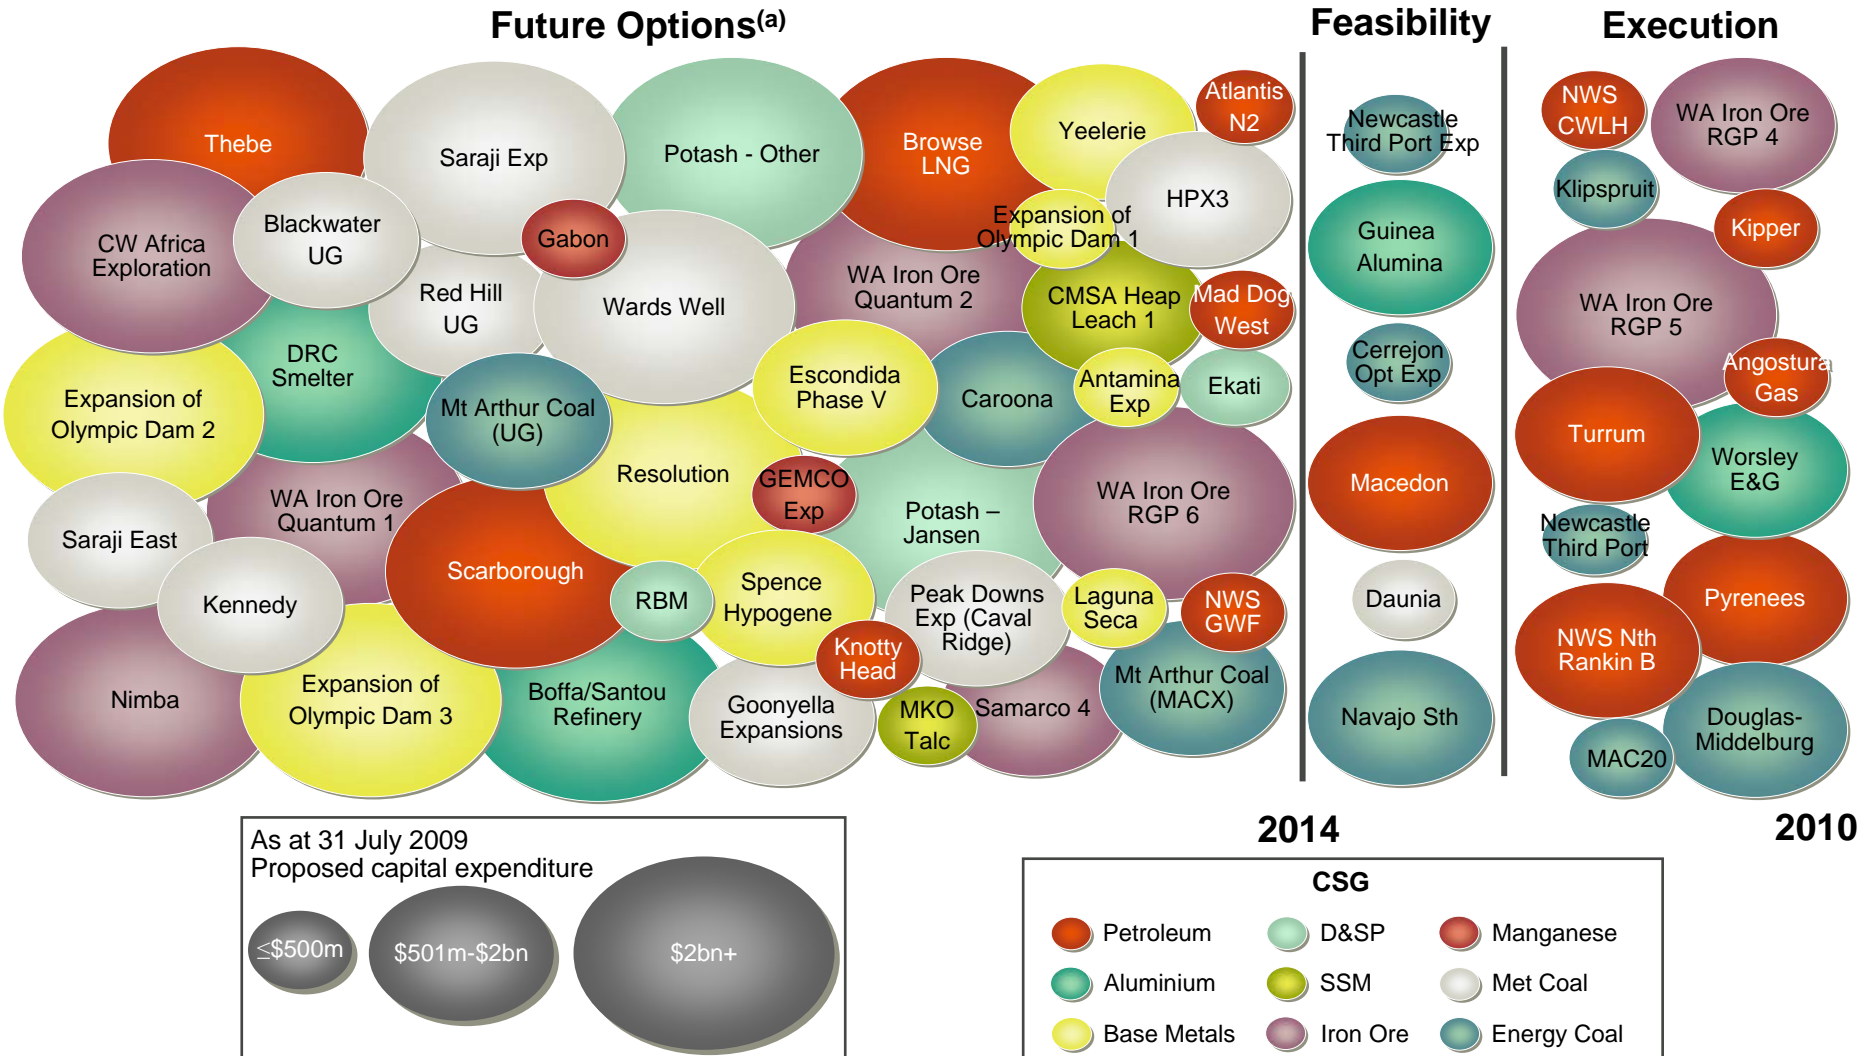 Future Options(a)
Feasibility
Execution
Thebe
Saraji Exp
Potash - Other
Browse
LNG
Yeelerie
Atlantis
N2
HPX3
CW Africa
Exploration
Blackwater
UG
Gabon
Expansion of
Olympic Dam 1
Red Hill
UG
Wards Well
WA Iron Ore
Quantum 2
CMSA Heap
Leach 1
Mad Dog
West
DRC
Smelter
Expansion of
Olympic Dam 2
Mt Arthur Coal
(UG)
Escondida
Phase V
Caroona
Antamina
Exp
Ekati
Resolution
WA Iron Ore
Quantum 1
GEMCO
Exp
Potash –
Jansen
WA Iron Ore
RGP 6
Saraji East
Scarborough
Kennedy
RBM
Spence
Hypogene
Peak Downs
Exp (Caval
Ridge)
Laguna
Seca
NWS
GWF
Knotty
Head
Nimba
Expansion of
Olympic Dam 3
Boffa/Santou
Refinery
Goonyella
Expansions
MKO
Talc
Samarco 4
Mt Arthur Coal
(MACX)
Newcastle
Third Port Exp
Guinea
Alumina
Cerrejon
Opt Exp
Macedon
Daunia
Navajo Sth
NWS
CWLH
WA Iron Ore
RGP 4
Klipspruit
Kipper
WA Iron Ore
RGP 5
Angostura
Gas
Turrum
Worsley
E&G
Newcastle
Third Port
Pyrenees
NWS Nth
Rankin B
Douglas-
Middelburg
MAC20
2014
2010
As at 31 July 2009
Proposed capital expenditure
≤$500m
$501m-$2bn
$2bn+
CSG
Petroleum
D&SP
Manganese
Aluminium
SSM
Met Coal
Base Metals
Iron Ore
Energy Coal